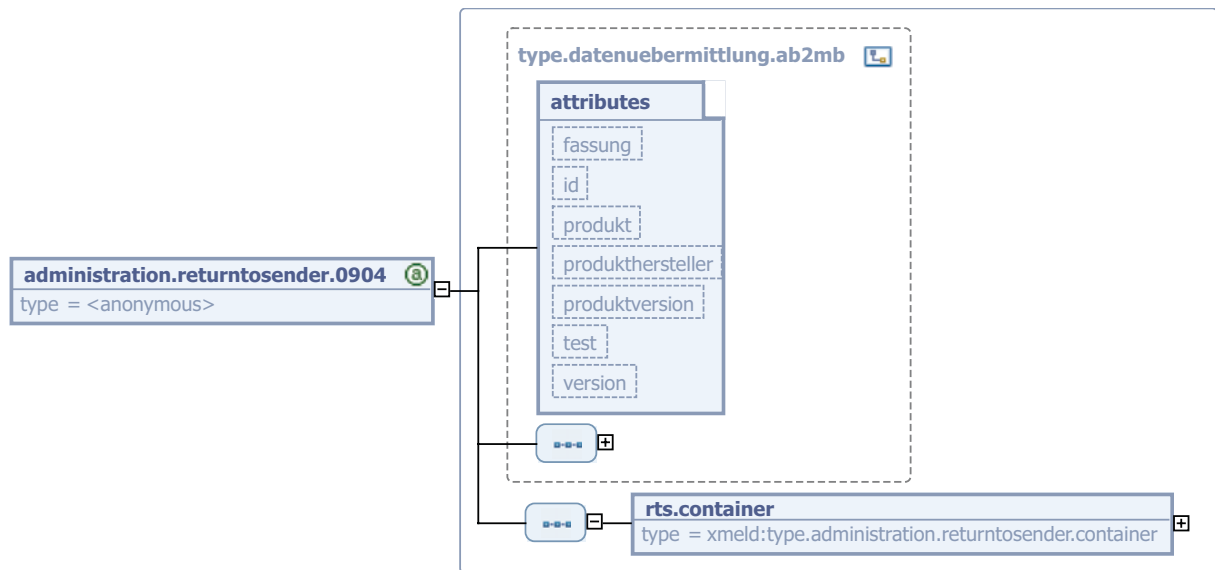 type.datenuebermittlung.ab2mb
attributes
fassung
id
produkt
produkthersteller
produktversion
test
version
administration.returntosender.0904 a
type = <anonymous>
rts.container
type = xmeld:type.administration.returntosender.container